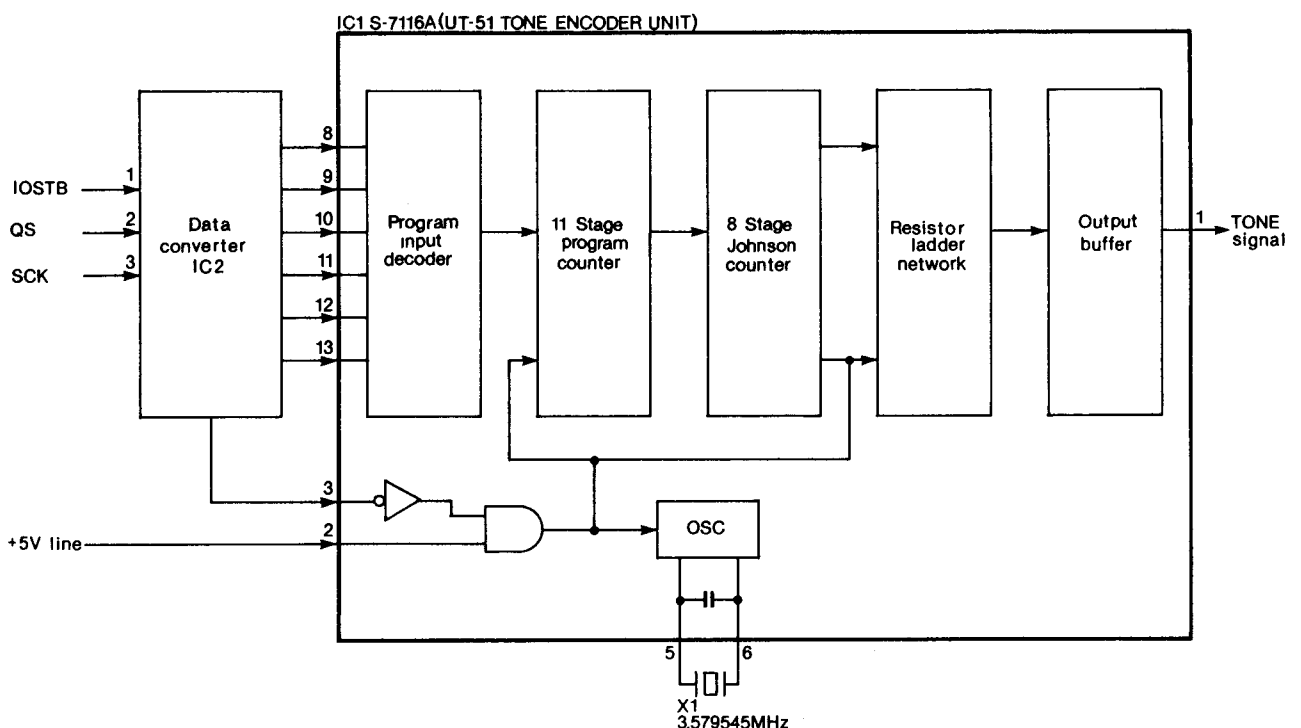 IC1 S-7116A(UT-51 TONE ENCODER UNIT)
IOSTB
QS
SCK
1
2
3
Data
converter
IC2
8
9
10
11
12
13
Program
input
decoder
11 Stage
program
counter
8 Stage
Johnson
counter
Resistor
ladder
network
Output
buffer
1
TONE
signal
3
2
+5V line
OSC
5
6
X1
3.579545MHz